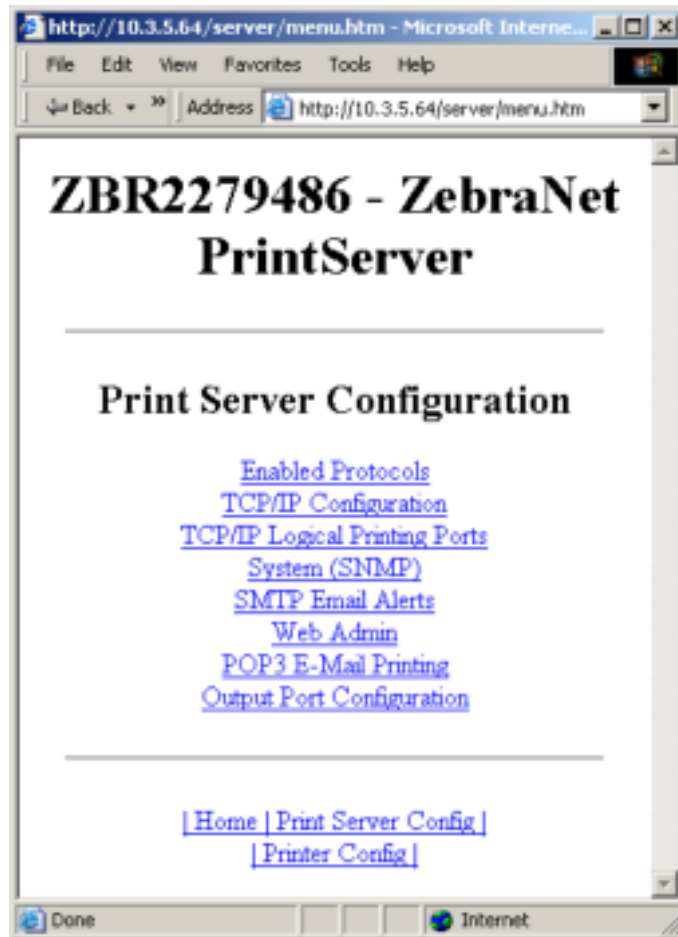 http://10.3.5.64/server/menu.htm - Microsoft Interne...
File Edit View Favorites Tools Help
Back » Address http://10.3.5.64/server/menu.htm
ZBR2279486 - ZebraNet
PrintServer
Print Server Configuration
Enabled Protocols
TCP/IP Configuration
TCP/IP Logical Printing Ports
System (SNMP)
SMTP Email Alerts
Web Admin
POP3 E-Mail Printing
Output Port Configuration
| Home | Print Server Config |
| Printer Config |
Done Internet